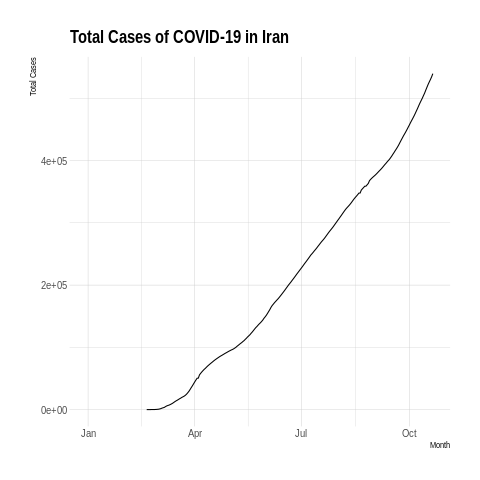 Total Cases of COVID-19 in Iran
Total Cases
4e+05
2e+05
0e+00
Jan Apr Jul Oct
Month